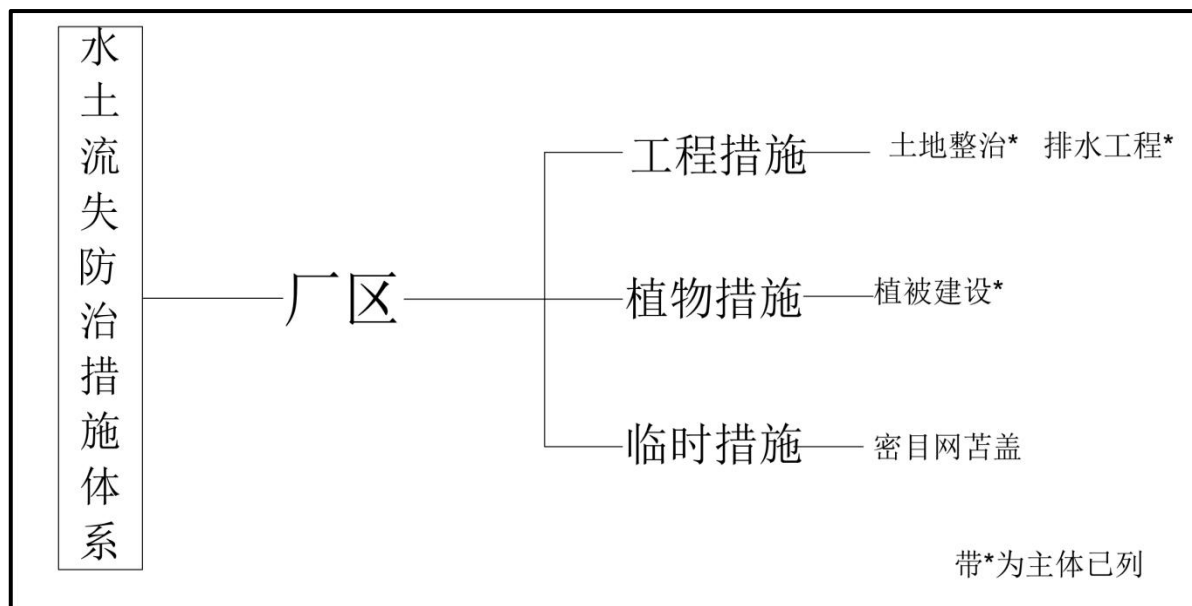 水土流失防治措施体系
厂区
工程措施
土地整治* 排水工程*
植物措施
植被建设*
临时措施
密目网苫盖
带*为主体已列